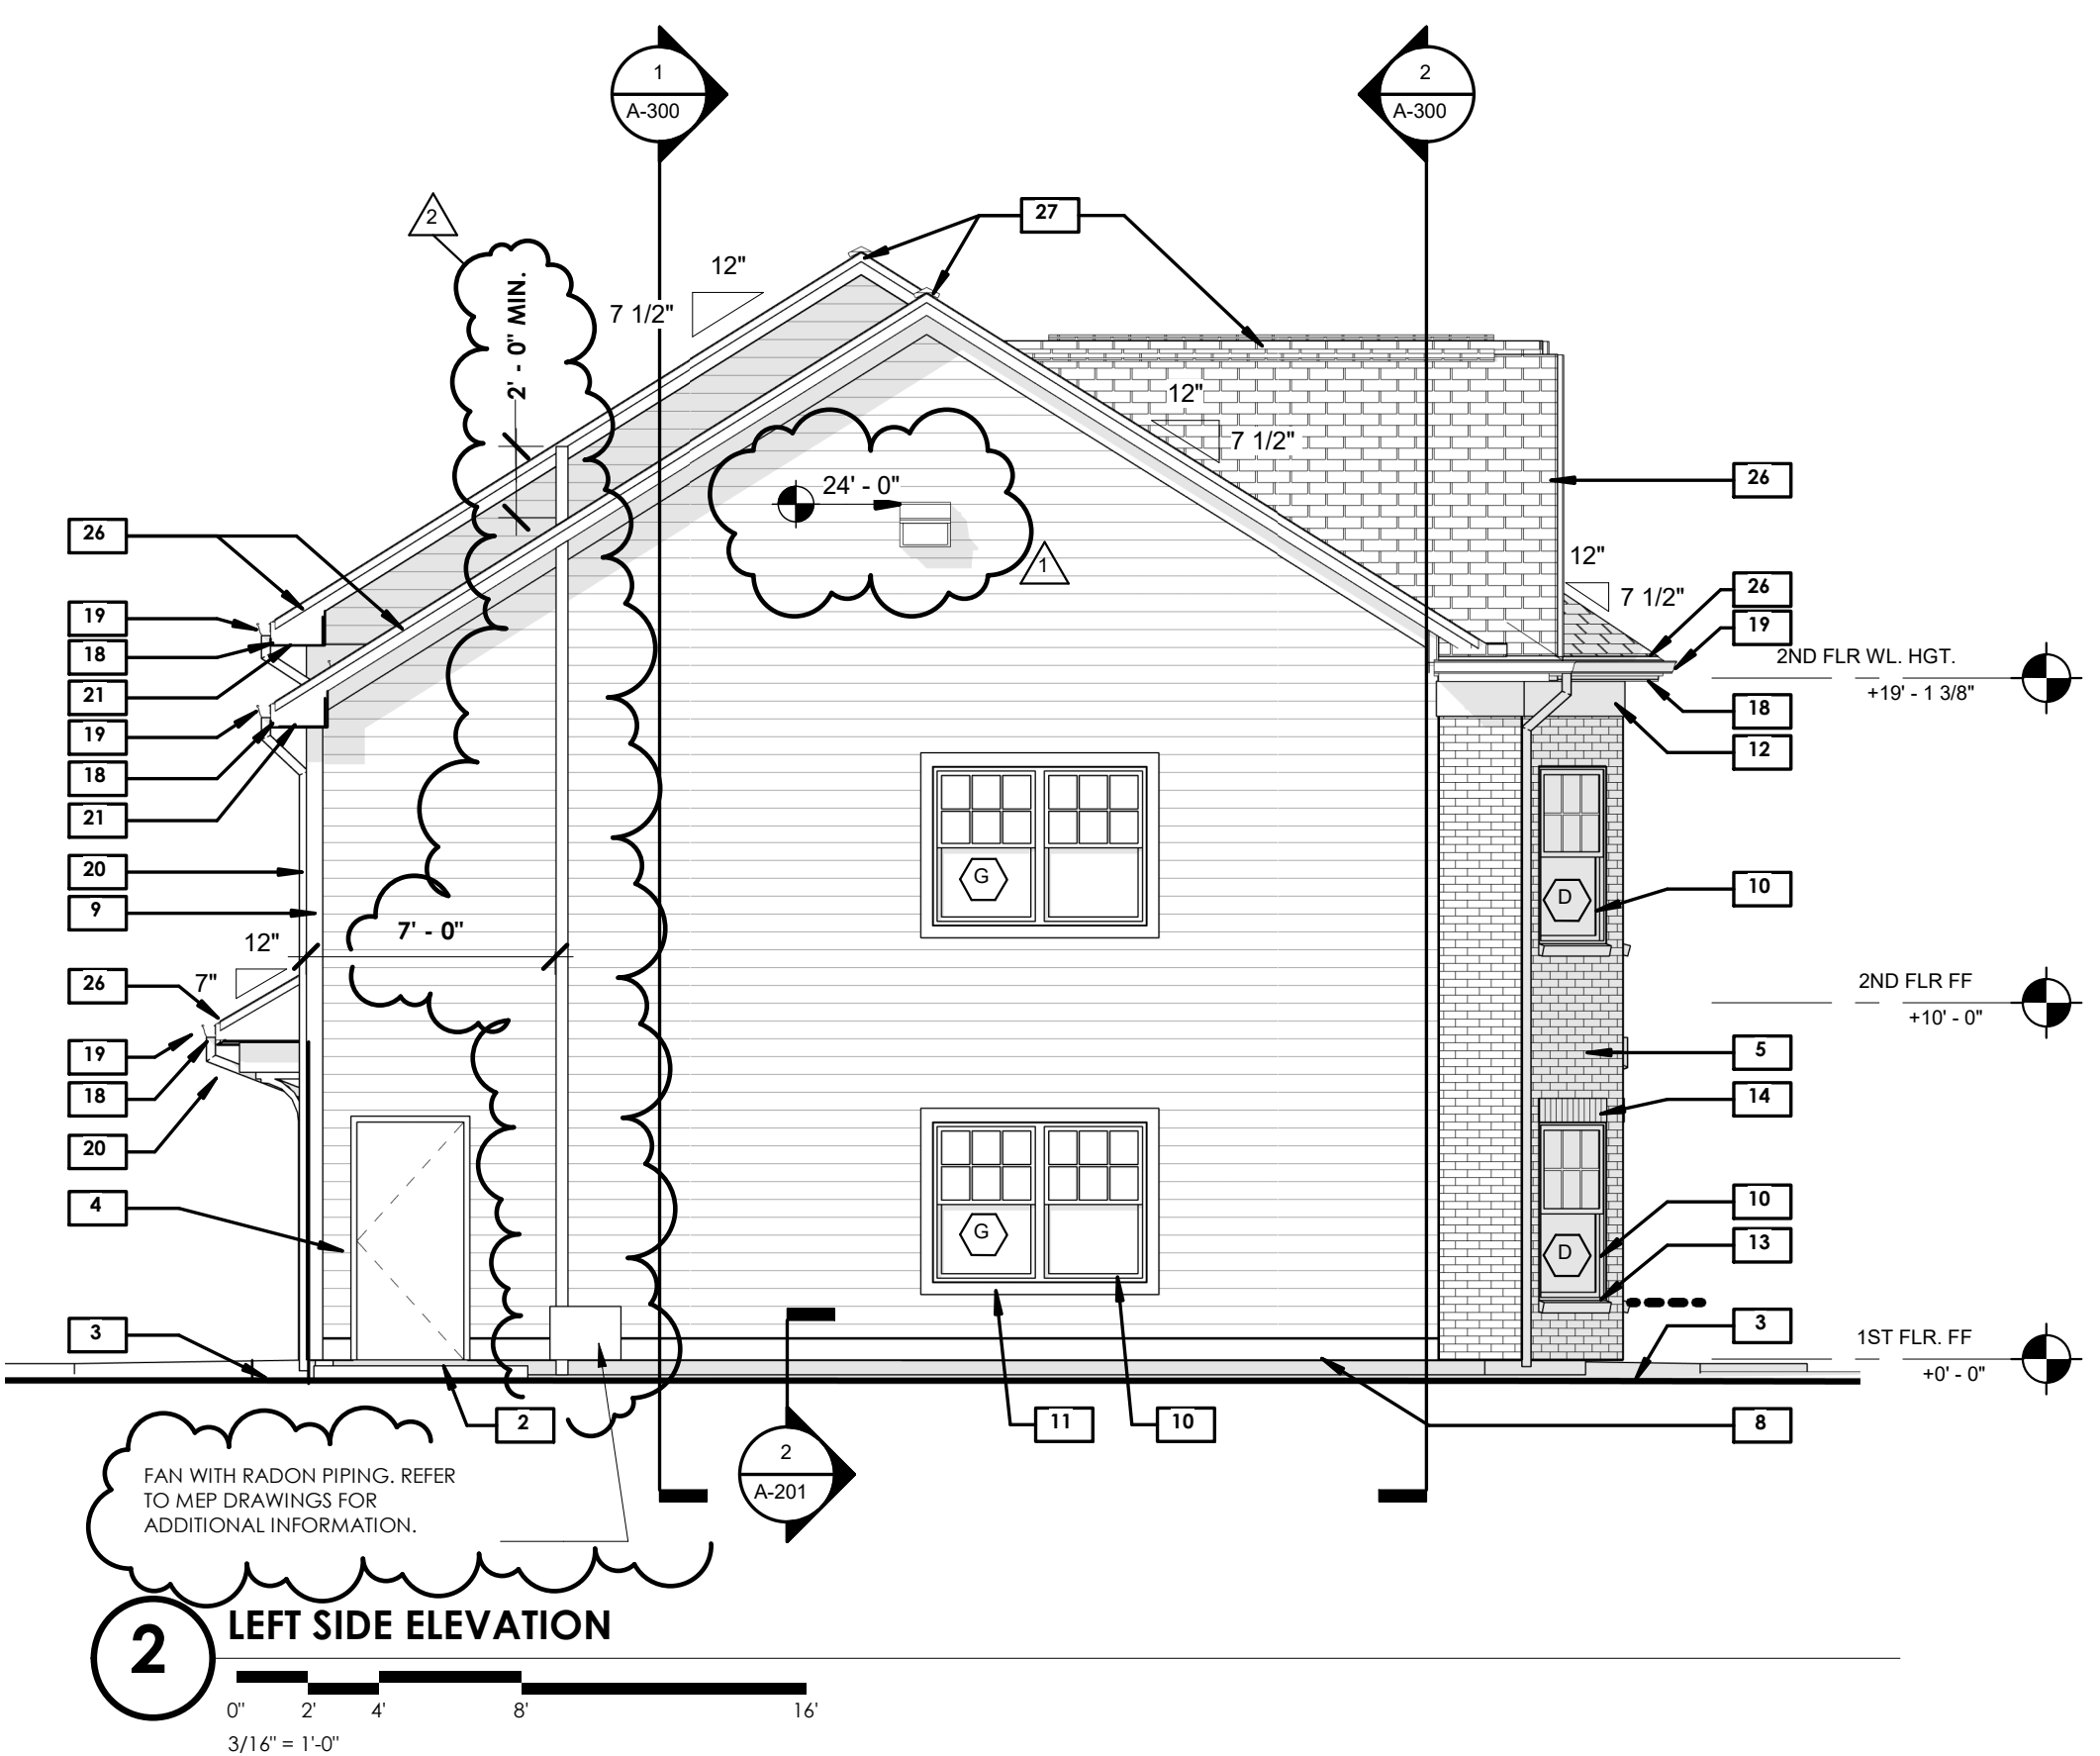 1
A-300
2
A-300
2
27
12"
7 1/2"
2' - 0" MIN.
12"
7 1/2"
24' - 0"
1
26
26
12"
7 1/2"
26
19
19
18
21
19
18
21
2ND FLR WL. HGT.
+19' - 1 3/8"
18
12
20
9
G
D
10
7' - 0"
12"
7"
26
2ND FLR FF
+10' - 0"
19
18
20
5
14
4
G
D
10
13
3
3
1ST FLR. FF
+0' - 0"
2
11
10
8
2
A-201
FAN WITH RADON PIPING. REFER
TO MEP DRAWINGS FOR
ADDITIONAL INFORMATION.
2
LEFT SIDE ELEVATION
0" 2' 4' 8' 16'
3/16" = 1'-0"